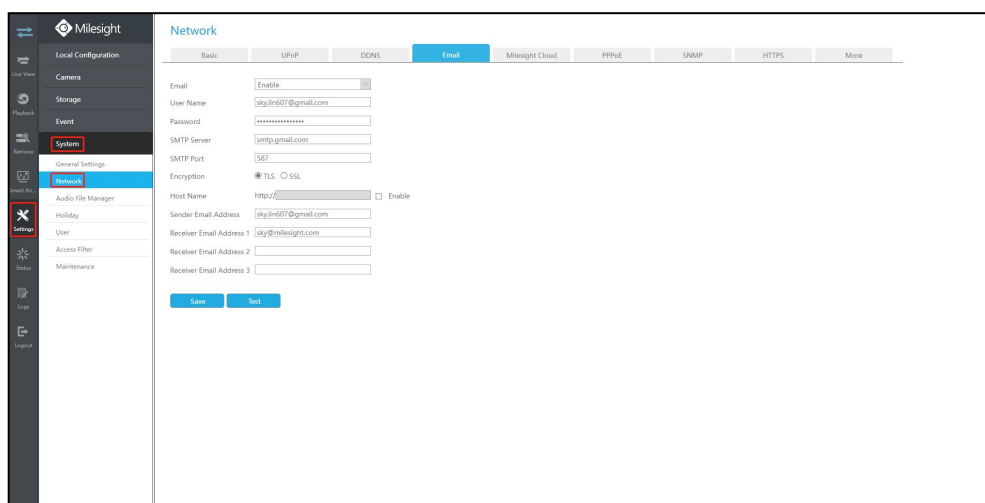 Milesight
Live View
Playback
Retrieve
Smart An...
Settings
Status
Logs
Logout
Local Configuration
Camera
Storage
Event
System
General Settings
Network
Audio File Manager
Holiday
User
Access Filter
Maintenance
Network
Basic UPnP DDNS Email Milesight Cloud PPPoE SNMP HTTPS More
Email Enable
User Name sky.lin607@gmail.com
Password ****************
SMTP Server smtp.gmail.com
SMTP Port 587
Encryption TLS SSL
Host Name http:// Enable
Sender Email Address sky.lin607@gmail.com
Receiver Email Address 1 sky@milesight.com
Receiver Email Address 2
Receiver Email Address 3
Save Test